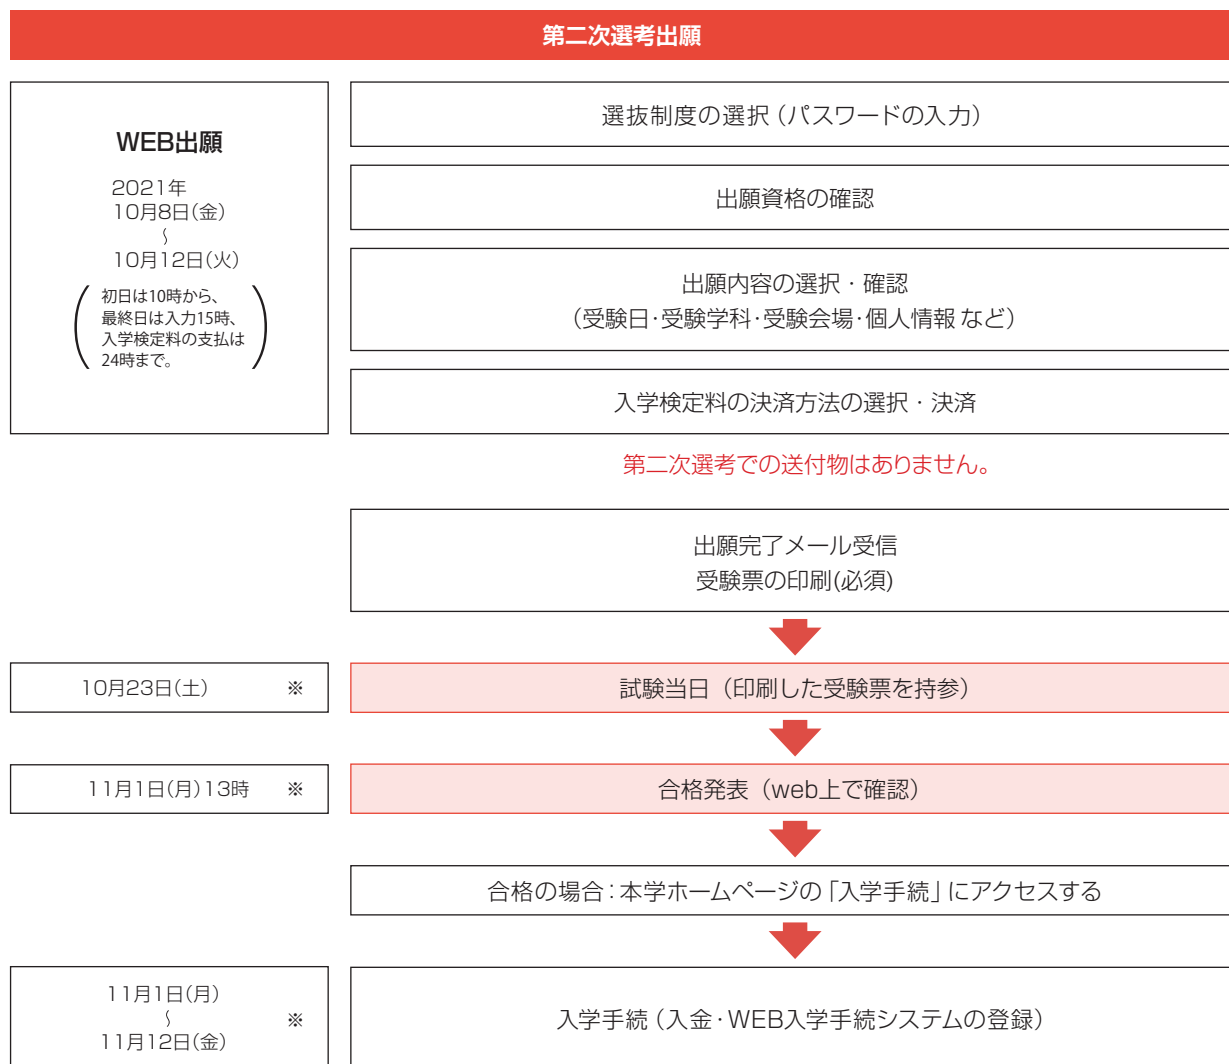 第二次選考出願
WEB出願
2021年
10月8日(金)
〜
10月12日(火)
初日は10時から、
最終日は入力15時、
入学検定料の支払は
24時まで。
選抜制度の選択（パスワードの入力）
出願資格の確認
出願内容の選択・確認
（受験日・受験学科・受験会場・個人情報 など）
入学検定料の決済方法の選択・決済
第二次選考での送付物はありません。
出願完了メール受信
受験票の印刷(必須)
10月23日(土) ※
試験当日（印刷した受験票を持参）
11月1日(月)13時 ※
合格発表（web上で確認）
合格の場合：本学ホームページの「入学手続」にアクセスする
11月1日(月)
〜 ※
11月12日(金)
入学手続（入金・WEB入学手続システムの登録）